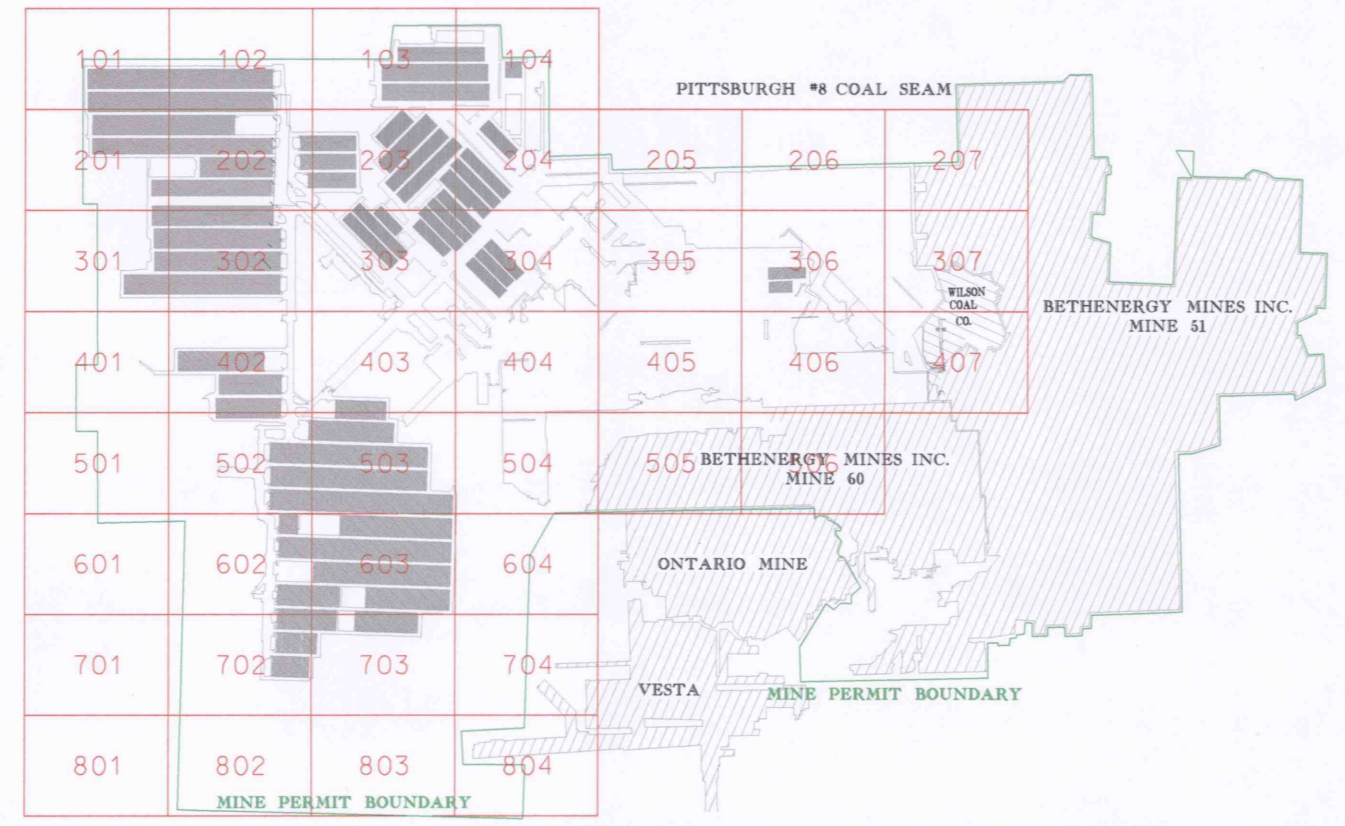 101 102 103 104
PITTSBURGH #8 COAL SEAM
201 202 203 204 205 206 207
301 302 303 304 305 306 307
WILSON
COAL
CO.
BETHENERGY MINES INC.
MINE 51
401 402 403 404 405 406 407
501 502 503 504 505 506
BETHENERGY MINES INC.
MINE 60
601 602 603 604
ONTARIO MINE
701 702 703 704
VESTA
MINE PERMIT BOUNDARY
801 802 803 804
MINE PERMIT BOUNDARY